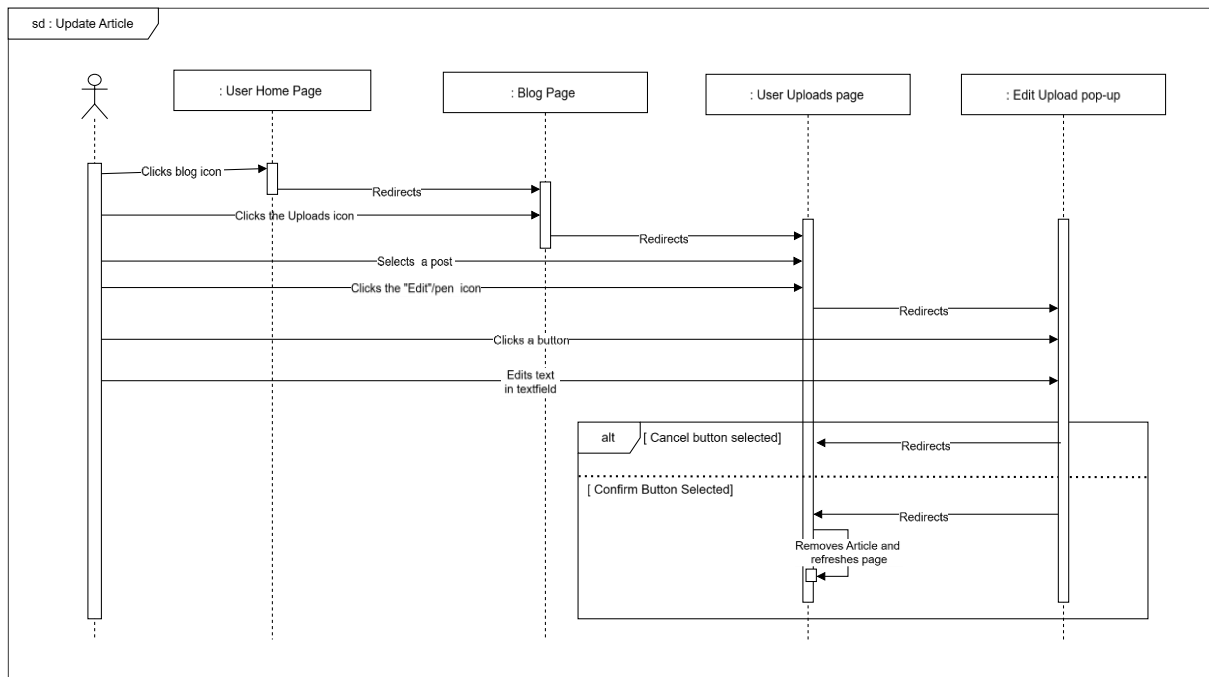 sd : Update Article
: User Home Page
: Blog Page
: User Uploads page
: Edit Upload pop-up
Clicks blog icon
Redirects
Clicks the Uploads icon
Redirects
Selects  a post
Clicks the "Edit"/pen  icon
Redirects
Clicks a button
Edits text
in textfield
alt
[ Cancel button selected]
Redirects
[ Confirm Button Selected]
Redirects
Removes Article and
refreshes page